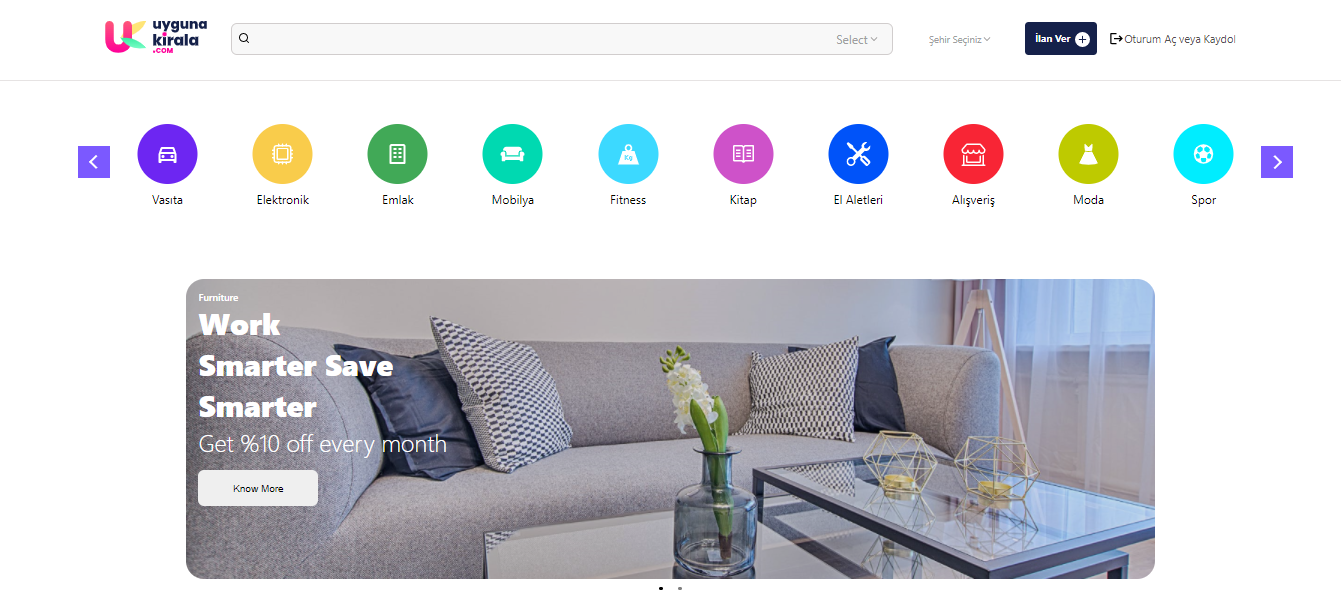 uyguna
kirala
.COM
Select
Şehir Seçiniz
İlan Ver
Oturum Aç veya Kaydol
Vasıta
Elektronik
Emlak
Mobilya
Fitness
Kitap
El Aletleri
Alışveriş
Moda
Spor
Kg
Furniture
Work
Smarter Save
Smarter
Get %10 off every month
Know More